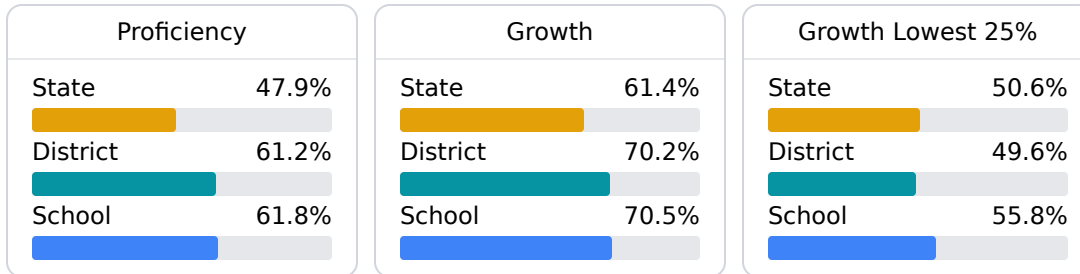 Proficiency
State 47.9%
District 61.2%
School 61.8%
Growth
State 61.4%
District 70.2%
School 70.5%
Growth Lowest 25%
State 50.6%
District 49.6%
School 55.8%